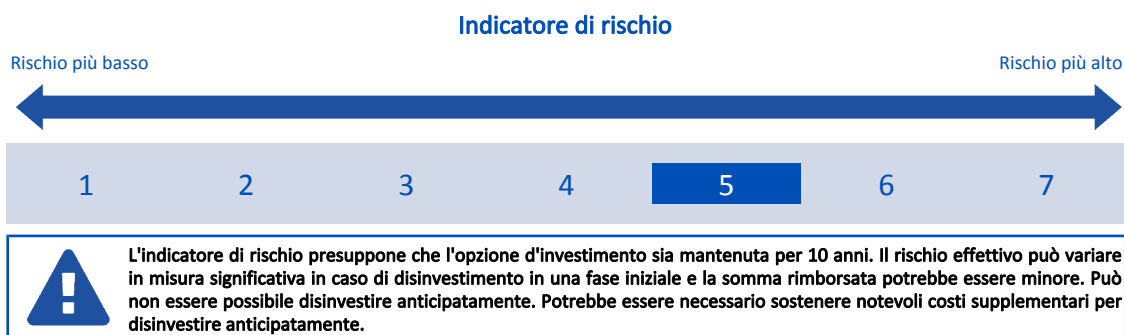 Indicatore di rischio
Rischio più basso
Rischio più alto
1 2 3 4 5 6 7
L'indicatore di rischio presuppone che l'opzione d'investimento sia mantenuta per 10 anni. Il rischio effettivo può variare
in misura significativa in caso di disinvestimento in una fase iniziale e la somma rimborsata potrebbe essere minore. Può
non essere possibile disinvestire anticipatamente. Potrebbe essere necessario sostenere notevoli costi supplementari per
disinvestire anticipatamente.